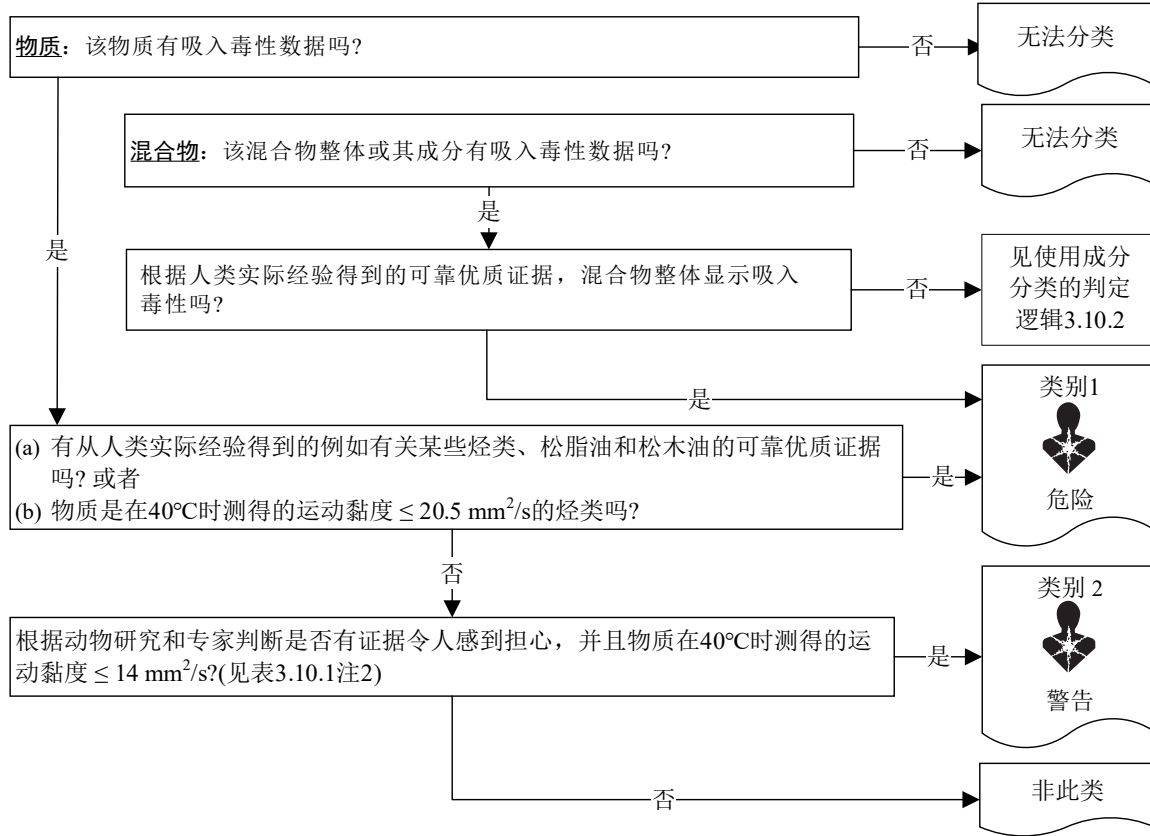 物质：该物质有吸入毒性数据吗?
否
无法分类
混合物：该混合物整体或其成分有吸入毒性数据吗?
否
无法分类
是
是
根据人类实际经验得到的可靠优质证据，混合物整体显示吸入
毒性吗?
否
见使用成分
分类的判定
逻辑3.10.2
是
类别1
危险
(a) 有从人类实际经验得到的例如有关某些烃类、松脂油和松木油的可靠优质证据
吗? 或者
(b) 物质是在40℃时测得的运动黏度 ≤ 20.5 mm²/s的烃类吗?
是
否
类别 2
警告
根据动物研究和专家判断是否有证据令人感到担心，并且物质在40℃时测得的运
动黏度 ≤ 14 mm²/s?(见表3.10.1注2)
是
否
非此类